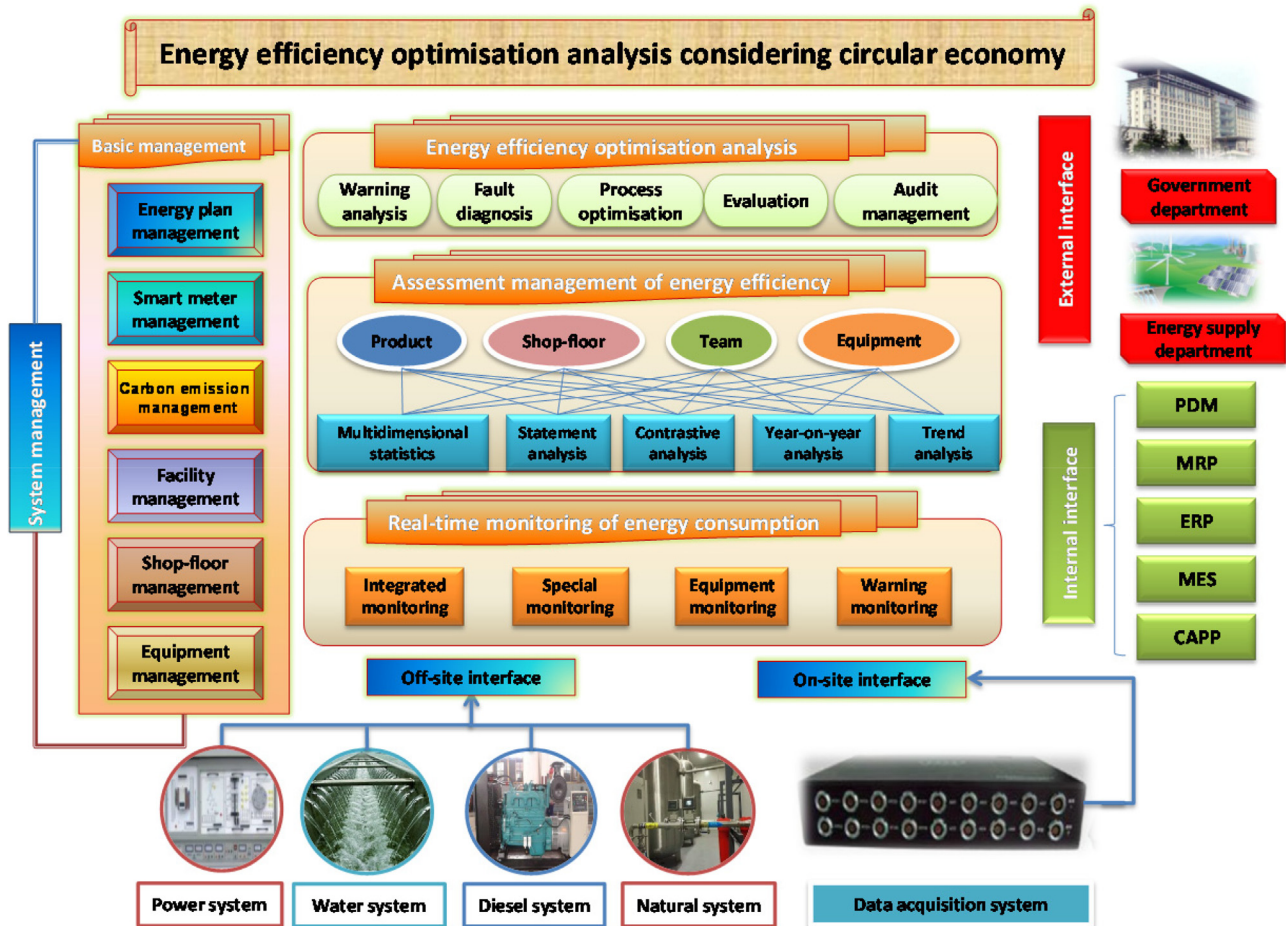 Energy efficiency optimisation analysis considering circular economy
Basic management
Energy plan
management
Smart meter
management
Carbon emission
management
Facility
management
Shop-floor
management
Equipment
management
System management
Energy efficiency optimisation analysis
Warning
analysis
Fault
diagnosis
Process
optimisation
Evaluation
Audit
management
Assessment management of energy efficiency
Product
Shop-floor
Team
Equipment
Multidimensional
statistics
Statement
analysis
Contrastive
analysis
Year-on-year
analysis
Trend
analysis
Real-time monitoring of energy consumption
Integrated
monitoring
Special
monitoring
Equipment
monitoring
Warning
monitoring
External interface
Government
department
Energy supply
department
Internal interface
PDM
MRP
ERP
MES
CAPP
Off-site interface
On-site interface
Power system
Water system
Diesel system
Natural system
Data acquisition system